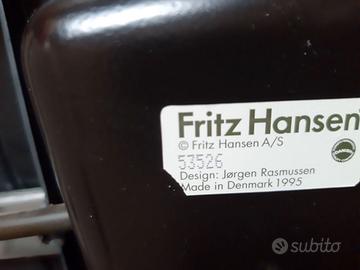 Fritz Hansen
© Fritz Hansen A/S
53526
Design: Jørgen Rasmussen
Made in Denmark 1995
subito